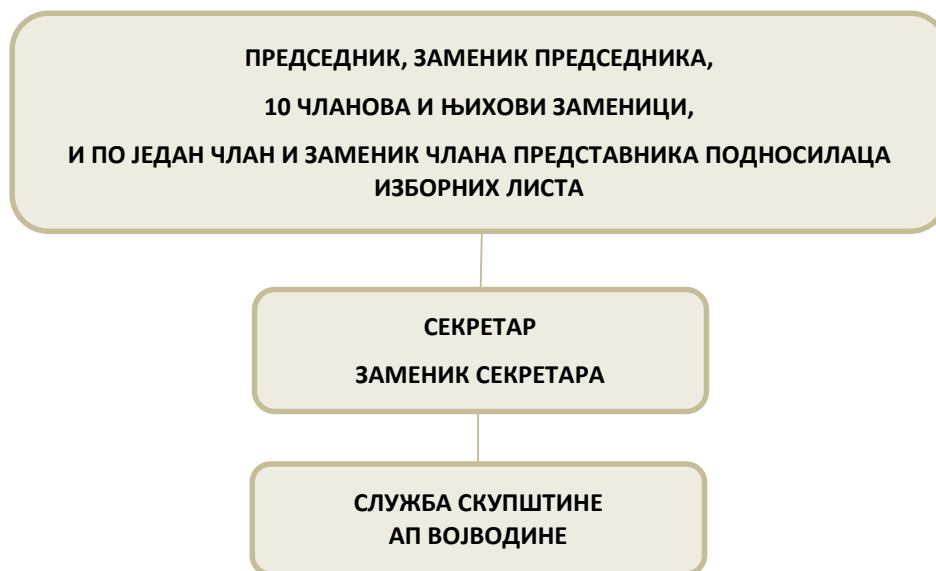 ПРЕДСЕДНИК, ЗАМЕНИК ПРЕДСЕДНИКА,
10 ЧЛАНОВА И ЊИХОВИ ЗАМЕНИЦИ,
И ПО ЈЕДАН ЧЛАН И ЗАМЕНИК ЧЛАНА ПРЕДСТАВНИКА ПОДНОСИЛАЦА
ИЗБОРНИХ ЛИСТА
СЕКРЕТАР
ЗАМЕНИК СЕКРЕТАРА
СЛУЖБА СКУПШТИНЕ
АП ВОЈВОДИНЕ